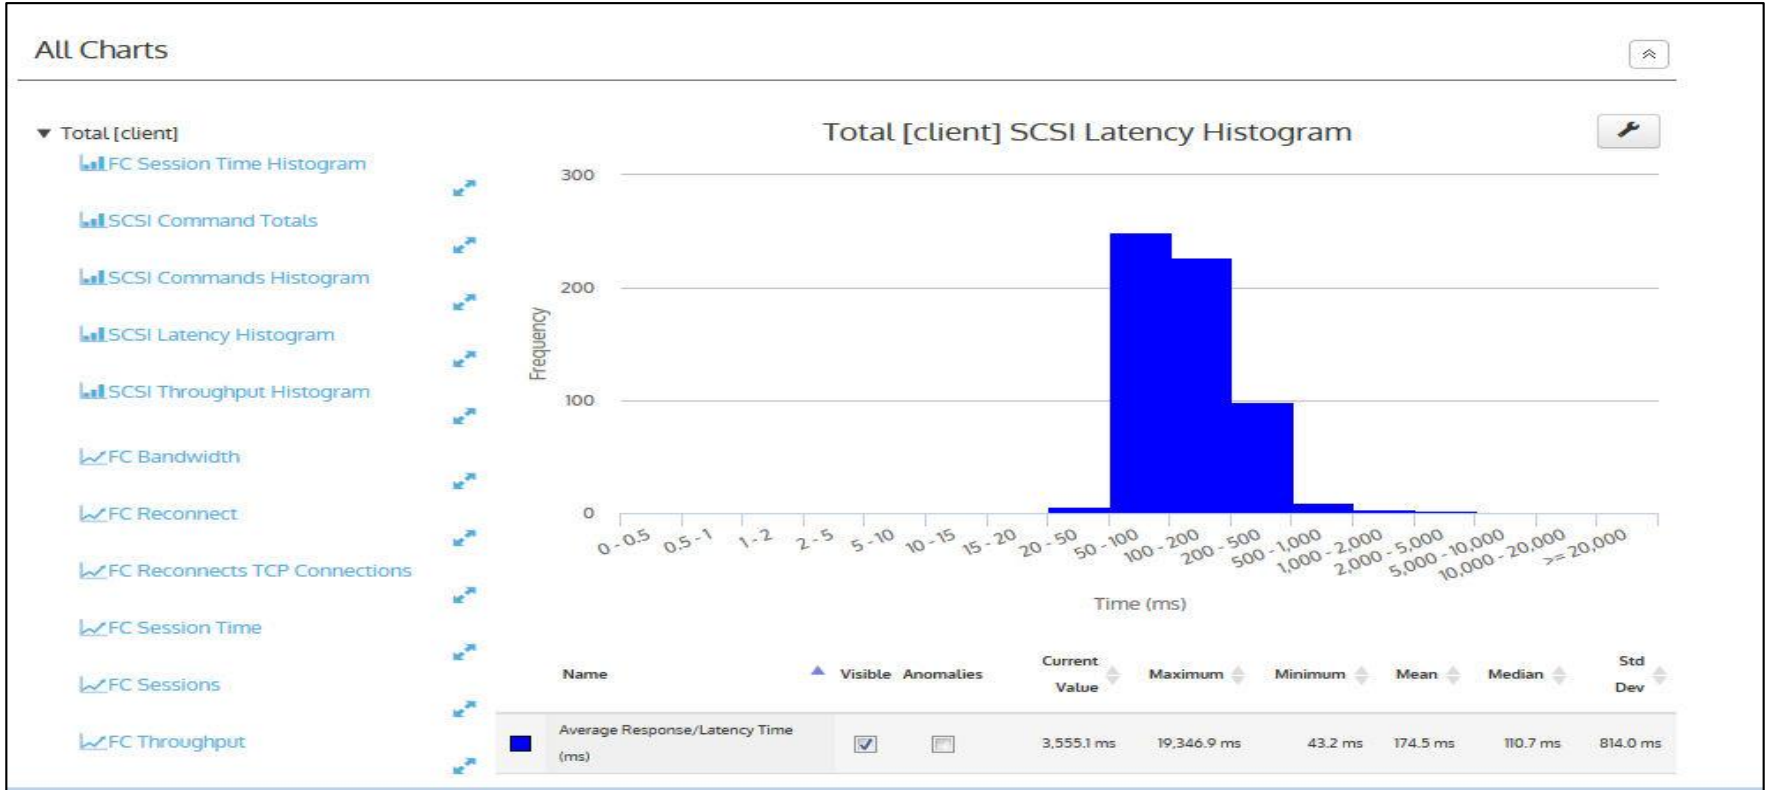 All Charts
Total [client]
FC Session Time Histogram
SCSI Command Totals
SCSI Commands Histogram
SCSI Latency Histogram
SCSI Throughput Histogram
FC Bandwidth
FC Reconnect
FC Reconnects TCP Connections
FC Session Time
FC Sessions
FC Throughput
Total [client] SCSI Latency Histogram
Frequency
300
200
100
0
0 - 0.5
0.5 - 1
1 - 2
2 - 5
5 - 10
10 - 15
15 - 20
20 - 50
50 - 100
100 - 200
200 - 500
500 - 1,000
1,000 - 2,000
2,000 - 5,000
5,000 - 10,000
10,000 - 20,000
>= 20,000
Time (ms)
Name Visible Anomalies Current Value Maximum Minimum Mean Median Std Dev
Average Response/Latency Time (ms) 3,555.1 ms 19,346.9 ms 43.2 ms 174.5 ms 110.7 ms 814.0 ms